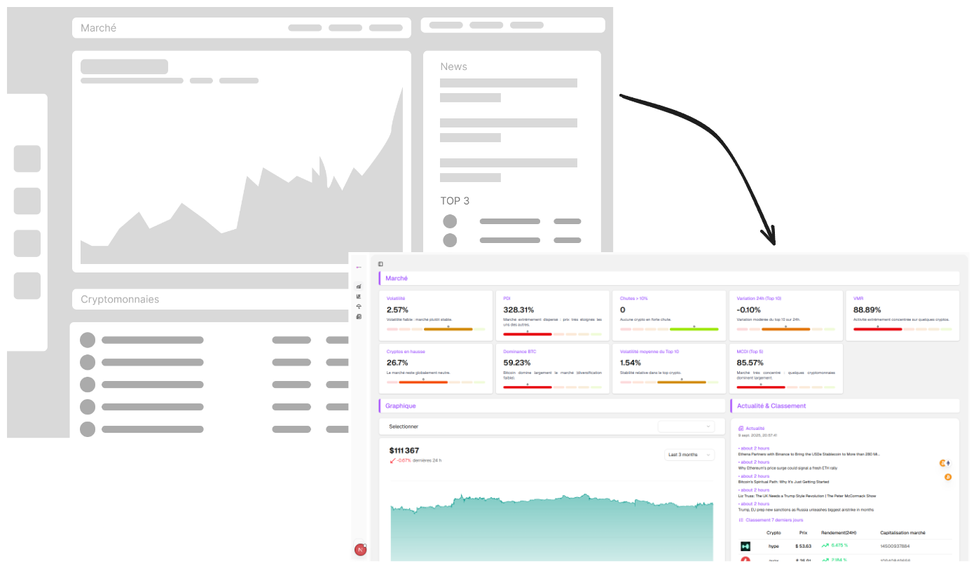 Marché
News
TOP 3
Cryptomonnaies
Marché
Volatilité
2.57%
Volatilité faible : marché plutôt stable.
PDI
328.31%
Marché extrêmement dispersé : prix très éloignés les uns des autres.
Chutes > 10%
0
Aucune crypto en forte chute.
Variation 24h (Top 10)
-0.10%
Variation modérée du top 10 sur 24h.
VMR
88.89%
Activité extrêmement concentrée sur quelques cryptos.
Cryptos en hausse
26.7%
Le marché reste globalement neutre.
Dominance BTC
59.23%
Bitcoin domine largement le marché (diversification faible).
Volatilité moyenne du Top 10
1.54%
Stabilité relative dans le top crypto.
MCDI (Top 5)
85.57%
Marché très concentré : quelques cryptomonnaies dominent largement.
Graphique
Selectionner
$111 367
-0.67% dernières 24 h
Last 3 months
Actualité & Classement
Actualité
9 sept. 2025, 20:37:41
• about 2 hours
Ethena Partners with Binance to Bring the USDe Stablecoin to More than 280 Mil...
• about 2 hours
Why Ethereum's price surge could signal a fresh ETH rally
• about 2 hours
Bitcoin's Spiritual Path: Why It's Just Getting Started
• about 2 hours
Liz Truss: The UK Needs a Trump Style Revolution | The Peter McCormack Show
• about 2 hours
Trump, EU prep new sanctions as Russia unleashes biggest airstrike in months
Classement 7 derniers jours
Crypto Prix Rendement(24H) Capitalisation marché
hype $ 53.63 6.475 % 14500937884